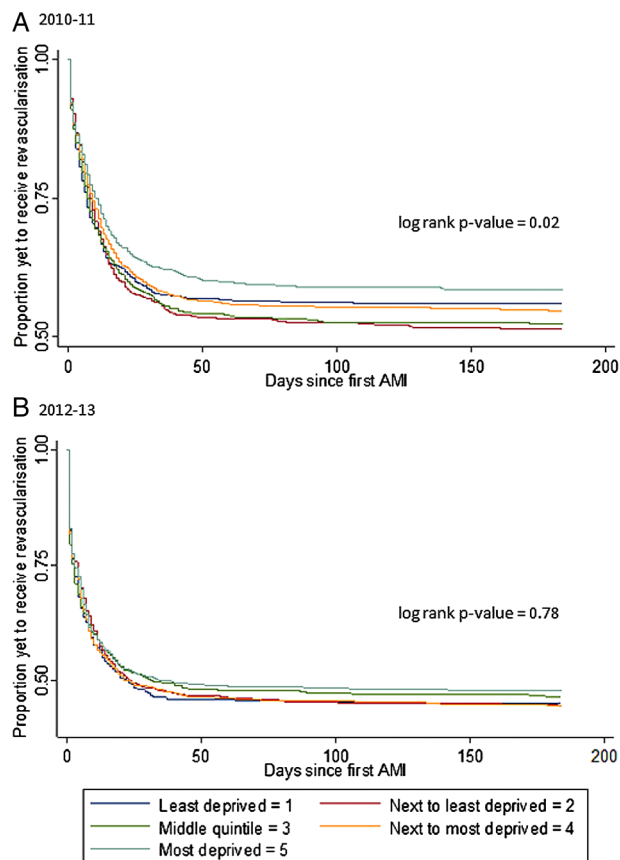 A 2010-11
Proportion yet to receive revascularisation
1.00
0.75
0.50
log rank p-value = 0.02
0 50 100 150 200
Days since first AMI
B 2012-13
Proportion yet to receive revascularisation
1.00
0.75
0.50
log rank p-value = 0.78
0 50 100 150 200
Days since first AMI
Least deprived = 1 Next to least deprived = 2
Middle quintile = 3 Next to most deprived = 4
Most deprived = 5